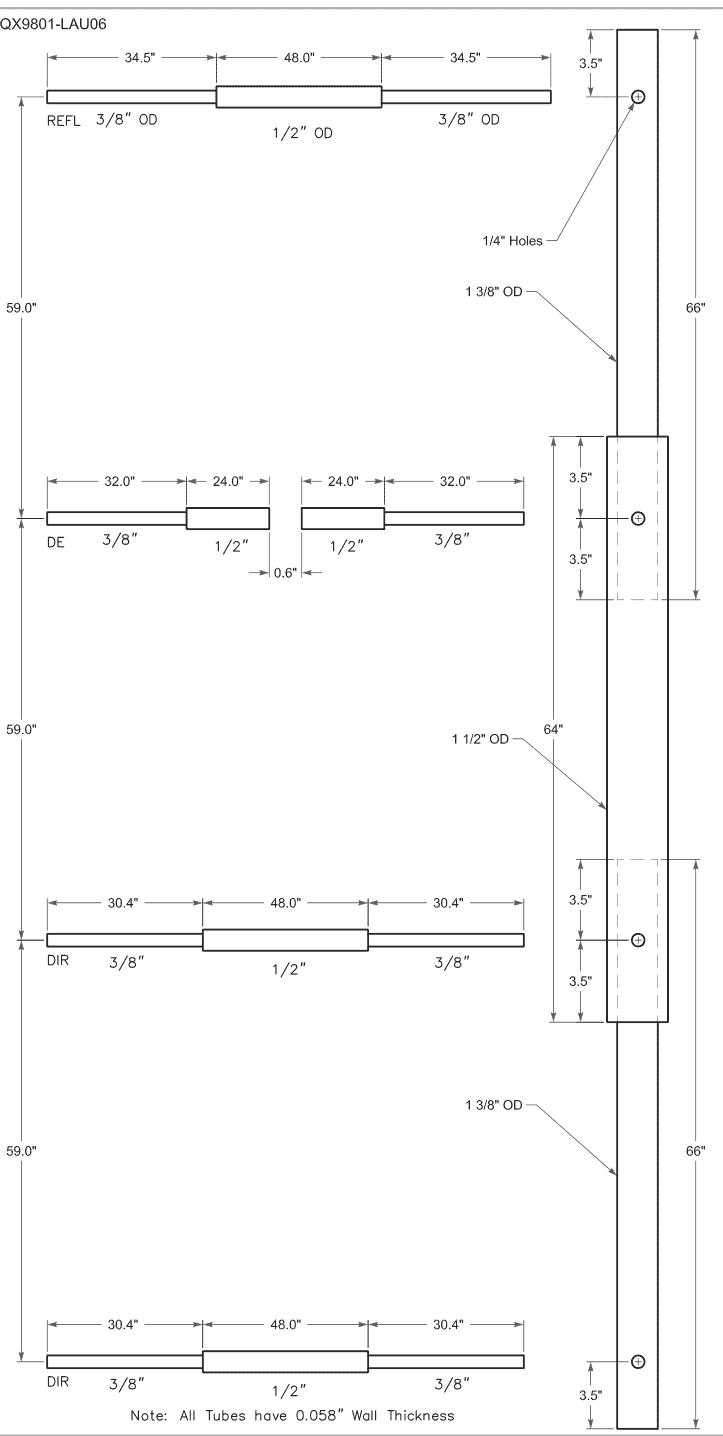 QX9801-LAU06
34.5" 48.0" 34.5"
3.5"
REFL 3/8" OD 1/2" OD 3/8" OD
1/4" Holes
1 3/8" OD
59.0"
66"
32.0" 24.0" 24.0" 32.0"
3.5"
DE 3/8" 1/2" 1/2" 3/8"
3.5"
0.6"
59.0"
64"
1 1/2" OD
30.4" 48.0" 30.4"
3.5"
DIR 3/8" 1/2" 3/8"
3.5"
1 3/8" OD
59.0"
66"
30.4" 48.0" 30.4"
DIR 3/8" 1/2" 3/8"
3.5"
Note: All Tubes have 0.058" Wall Thickness